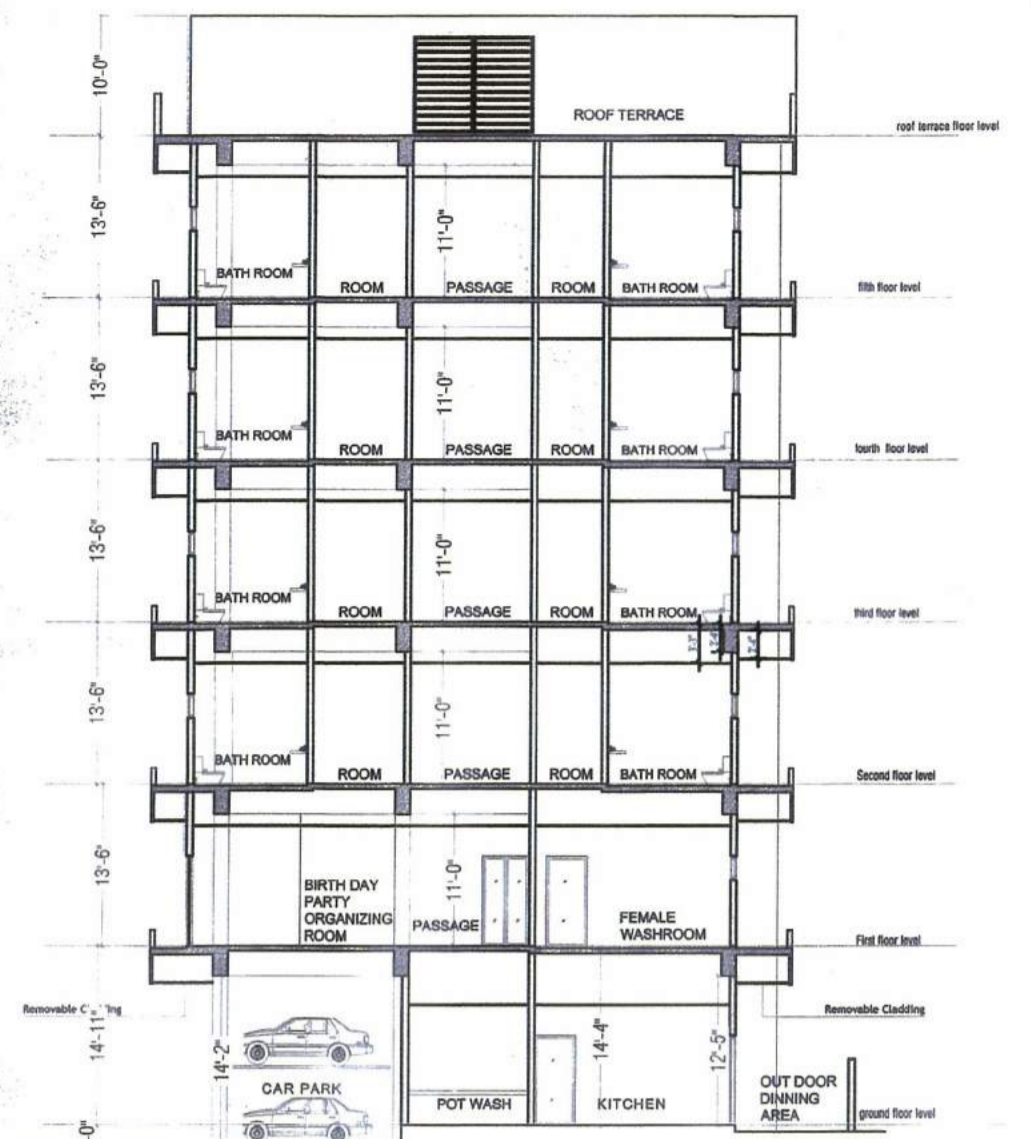 10'-0"
ROOF TERRACE
roof terrace floor level
13'-6"
11'-0"
BATH ROOM
ROOM
PASSAGE
ROOM
BATH ROOM
fifth floor level
13'-6"
11'-0"
BATH ROOM
ROOM
PASSAGE
ROOM
BATH ROOM
fourth floor level
13'-6"
11'-0"
BATH ROOM
ROOM
PASSAGE
ROOM
BATH ROOM
third floor level
13'-6"
11'-0"
BATH ROOM
ROOM
PASSAGE
ROOM
BATH ROOM
Second floor level
13'-6"
11'-0"
BIRTH DAY
PARTY
ORGANIZING
ROOM
PASSAGE
FEMALE
WASHROOM
First floor level
Removable
Removable Cladding
14'-11"
14'-2"
14'-4"
12'-5"
CAR PARK
POT WASH
KITCHEN
OUT DOOR
DINNING
AREA
ground floor level